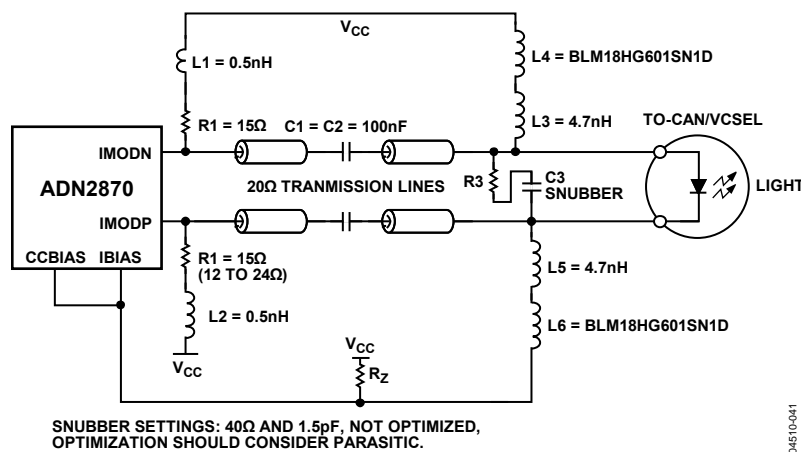 VCC
L1 = 0.5nH
L4 = BLM18HG601SN1D
R1 = 15Ω
C1 = C2 = 100nF
L3 = 4.7nH
TO-CAN/VCSEL
IMODN
ADN2870
20Ω TRANMISSION LINES
R3
C3
SNUBBER
LIGHT
IMODP
CCBIAS
IBIAS
R1 = 15Ω
(12 TO 24Ω)
L5 = 4.7nH
L2 = 0.5nH
L6 = BLM18HG601SN1D
VCC
VCC
RZ
SNUBBER SETTINGS: 40Ω AND 1.5pF, NOT OPTIMIZED,
OPTIMIZATION SHOULD CONSIDER PARASITIC.
04510-041